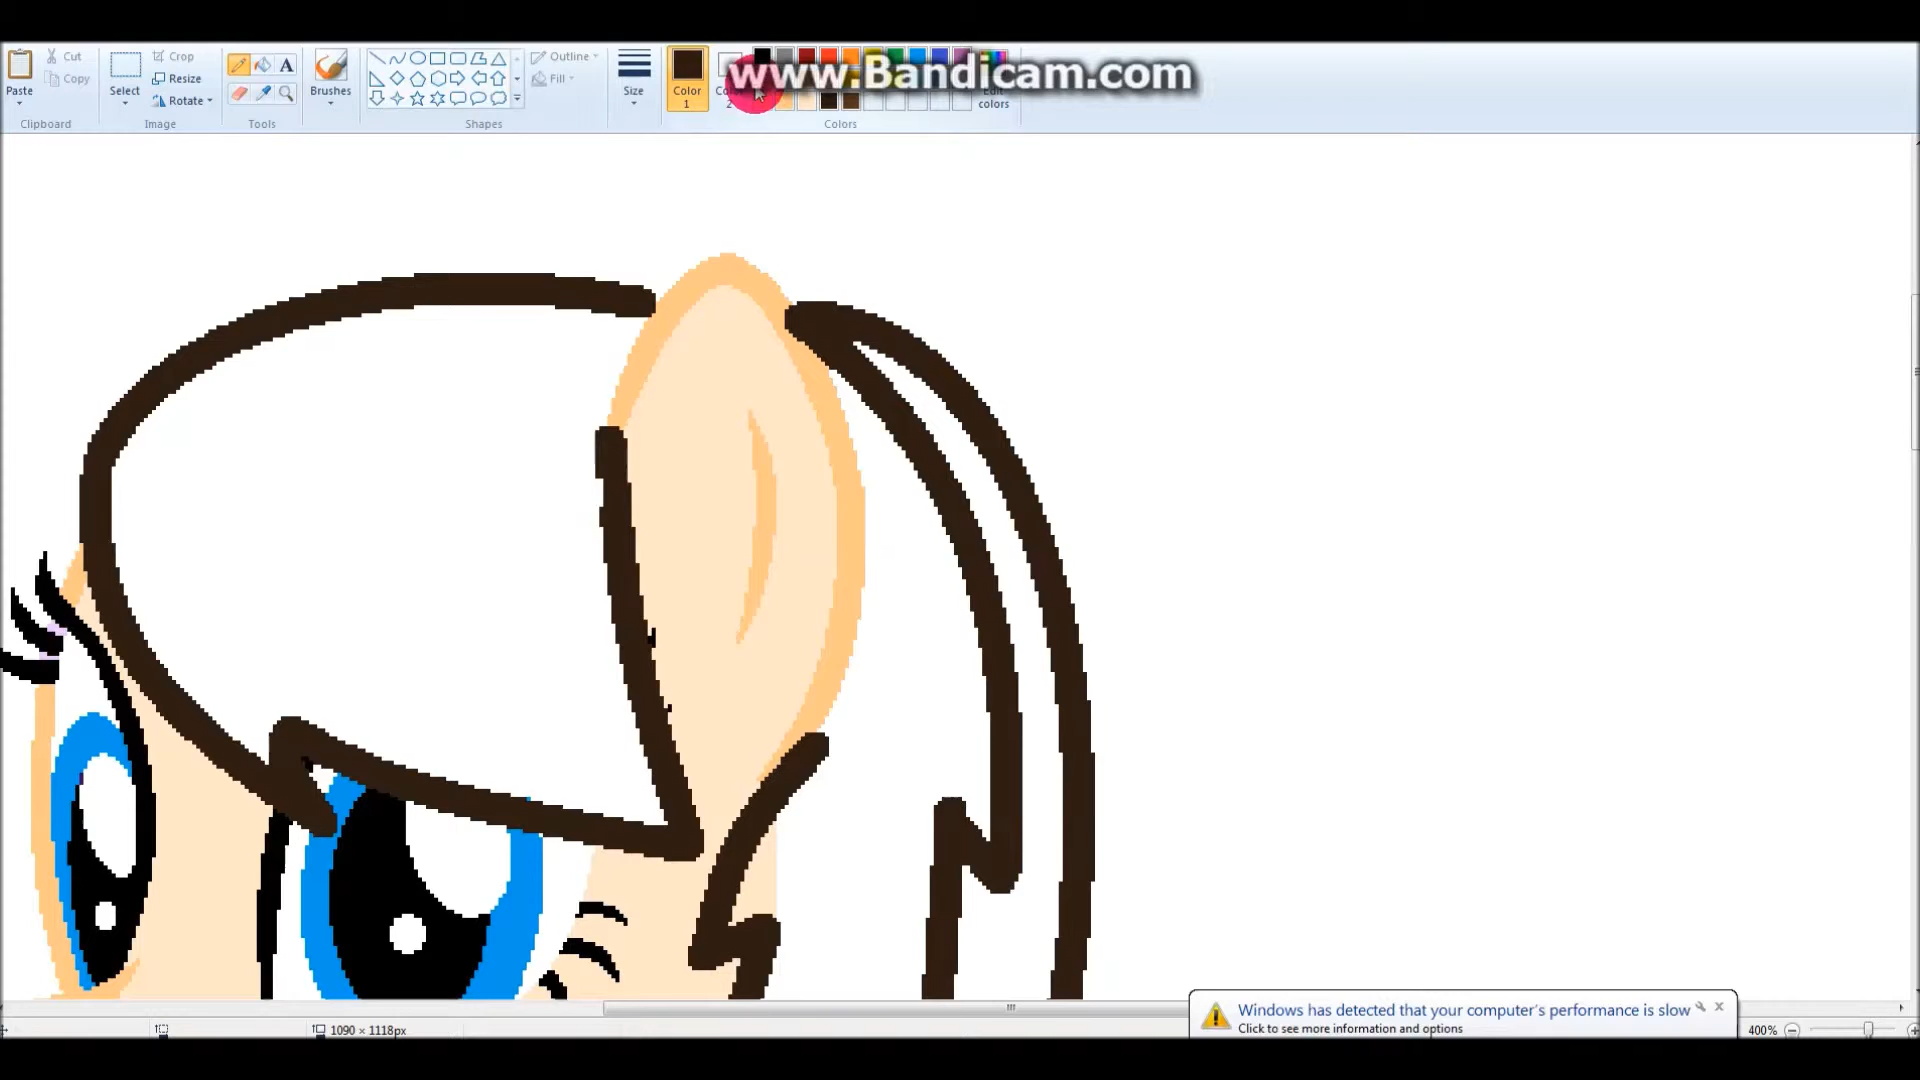 www.Bandicam.com
Cut
Crop
Outline
Copy
Resize
Fill
Paste
Select
Rotate
A
Brushes
Size
Color
1
2
Edit
colors
Clipboard
Image
Tools
Shapes
Colors
Windows has detected that your computer's performance is slow
Click to see more information and options
1090 × 1118px
400%